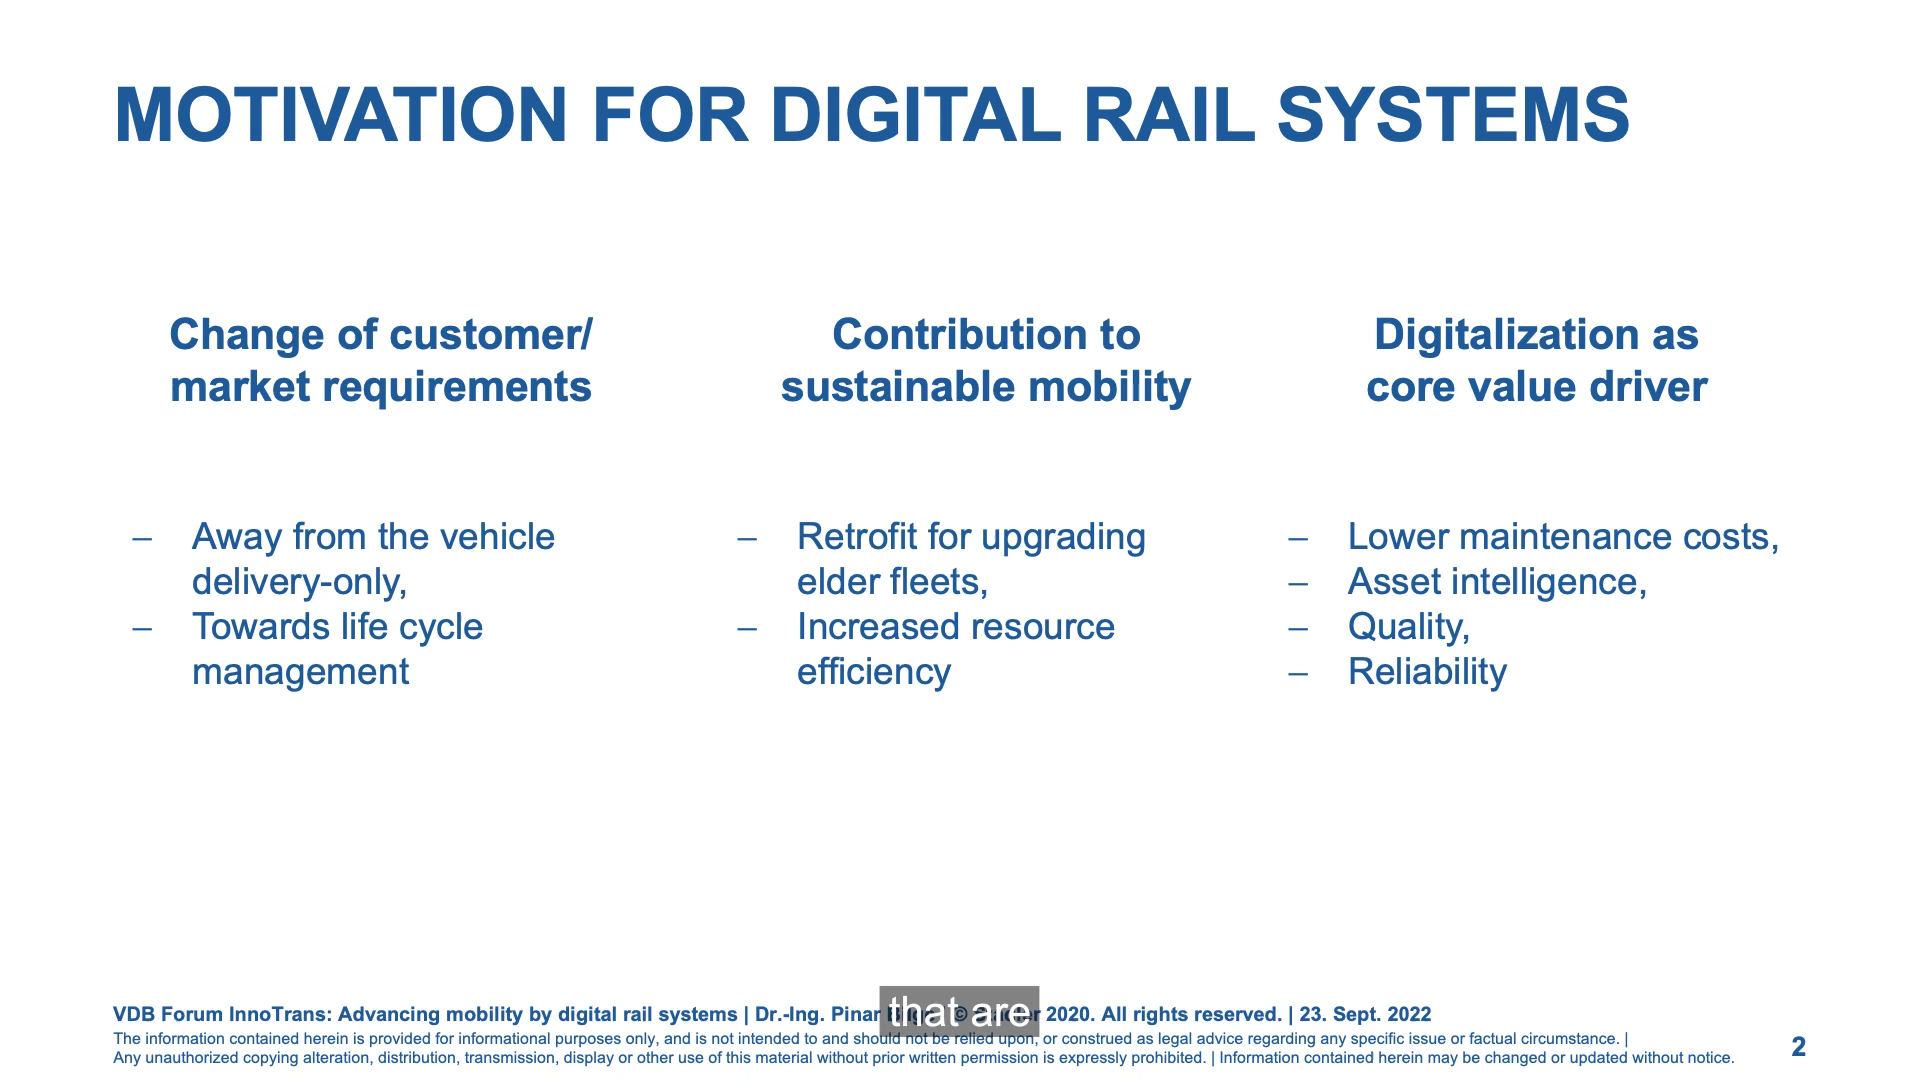 MOTIVATION FOR DIGITAL RAIL SYSTEMS
Change of customer/
market requirements
– Away from the vehicle
delivery-only,
– Towards life cycle
management
Contribution to
sustainable mobility
– Retrofit for upgrading
elder fleets,
– Increased resource
efficiency
Digitalization as
core value driver
– Lower maintenance costs,
– Asset intelligence,
– Quality,
– Reliability
that are
VDB Forum InnoTrans: Advancing mobility by digital rail systems | Dr.-Ing. Pinar © 2020. All rights reserved. | 23. Sept. 2022
The information contained herein is provided for informational purposes only, and is not intended to and should not be relied upon, or construed as legal advice regarding any specific issue or factual circumstance. |
Any unauthorized copying alteration, distribution, transmission, display or other use of this material without prior written permission is expressly prohibited. | Information contained herein may be changed or updated without notice.
2